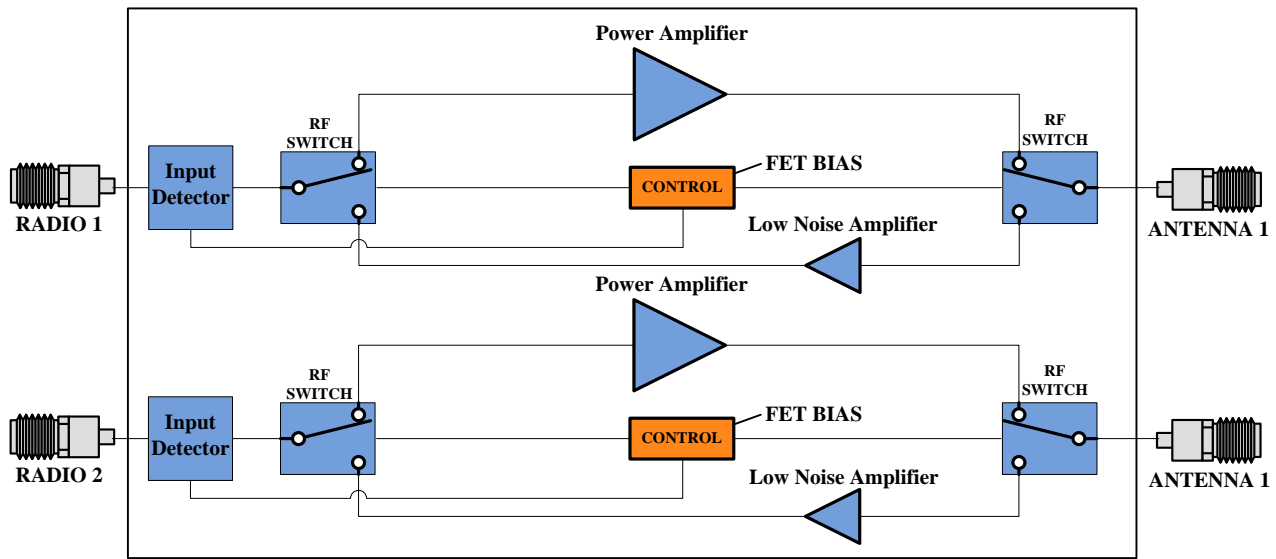 Power Amplifier
RF
SWITCH
RF
SWITCH
Input
Detector
FET BIAS
CONTROL
RADIO 1
Low Noise Amplifier
ANTENNA 1
Power Amplifier
RF
SWITCH
RF
SWITCH
Input
Detector
FET BIAS
CONTROL
RADIO 2
Low Noise Amplifier
ANTENNA 1